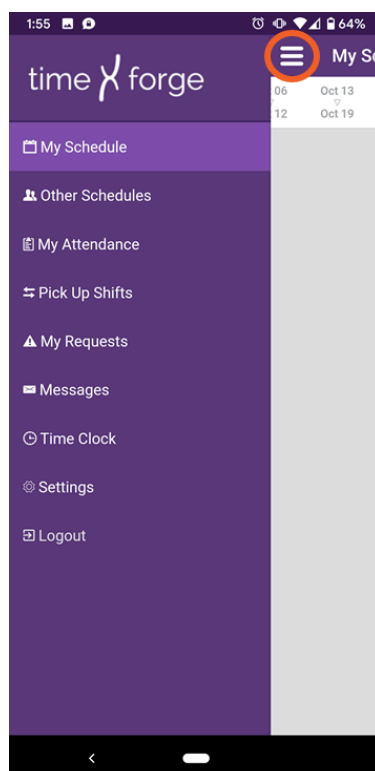 1:55
64%
time forge
My S
06
Oct 13
12
Oct 19
My Schedule
Other Schedules
My Attendance
Pick Up Shifts
My Requests
Messages
Time Clock
Settings
Logout